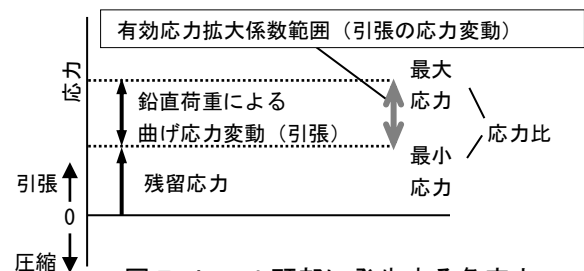 有効応力拡大係数範囲（引張の応力変動）
応力
最大
応力
鉛直荷重による
曲げ応力変動（引張）
応力比
最小
応力
残留応力
引張
0
圧縮